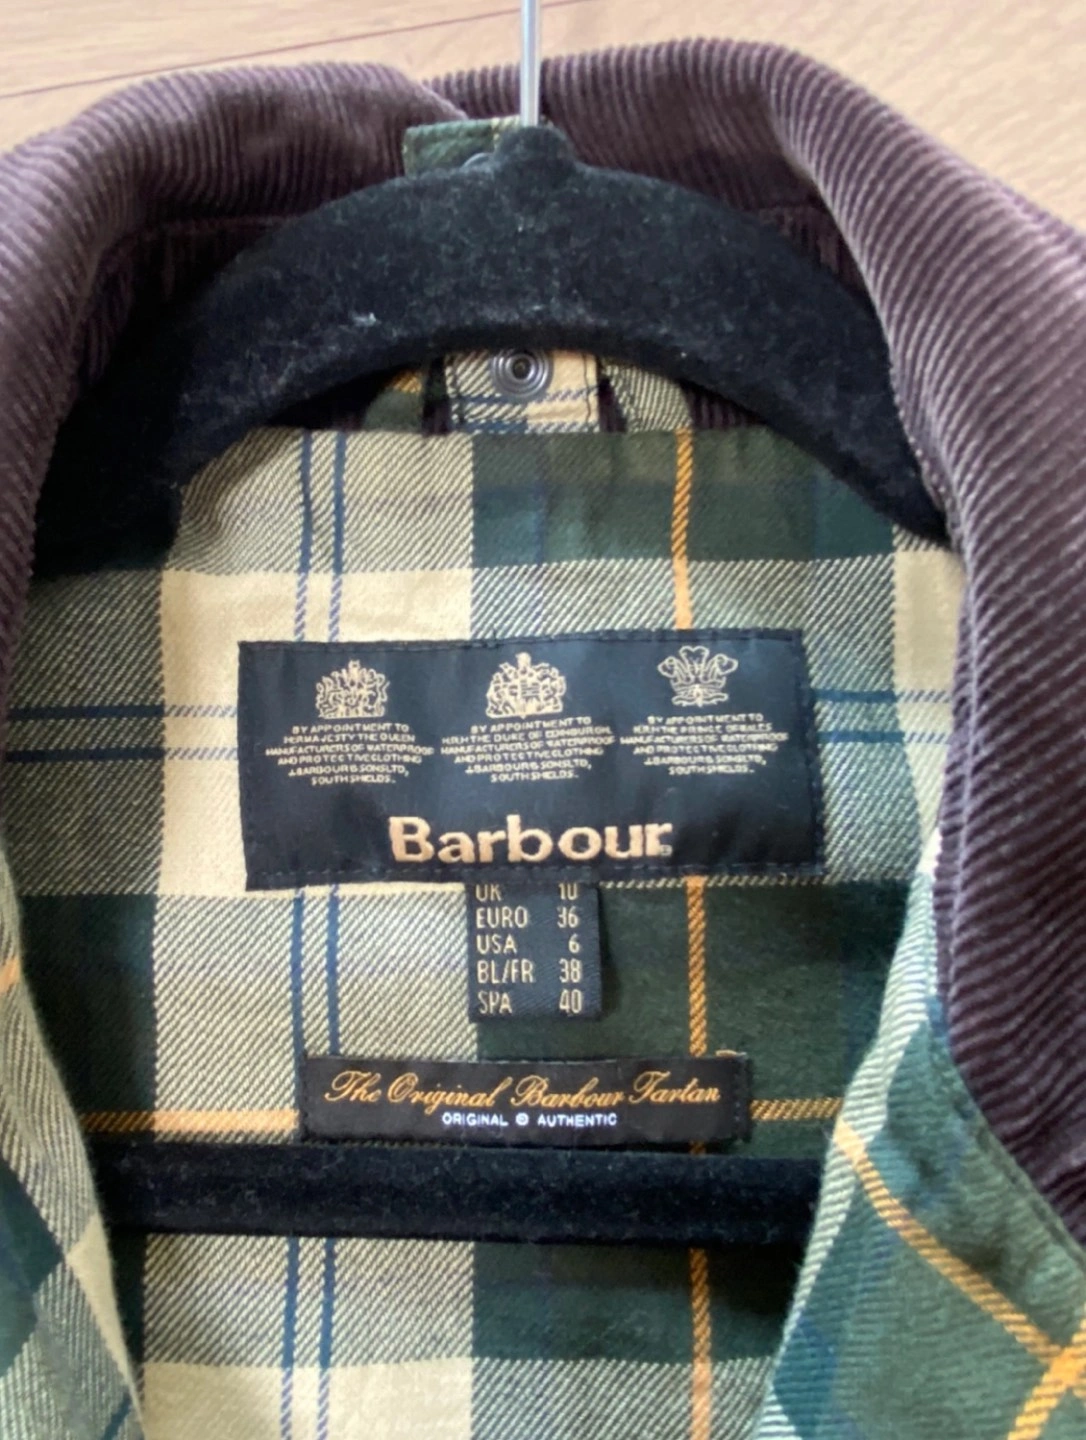 BY APPOINTMENT TO
HER MAJESTY THE QUEEN
MANUFACTURERS OF WATERPROOF
AND PROTECTIVE CLOTHING
J.BARBOUR & SONS LTD,
SOUTH SHIELDS.
BY APPOINTMENT TO
H.R.H. THE DUKE OF EDINBURGH,
MANUFACTURERS OF WATERPROOF
AND PROTECTIVE CLOTHING
J.BARBOUR & SONS LTD,
SOUTH SHIELDS.
BY APPOINTMENT TO
H.R.H. THE PRINCE OF WALES
MANUFACTURERS OF WATERPROOF
AND PROTECTIVE CLOTHING
J.BARBOUR & SONS LTD,
SOUTH SHIELDS.
Barbour
UK 10
EURO 36
USA 6
BL/FR 38
SPA 40
The Original Barbour Tartan
ORIGINAL © AUTHENTIC